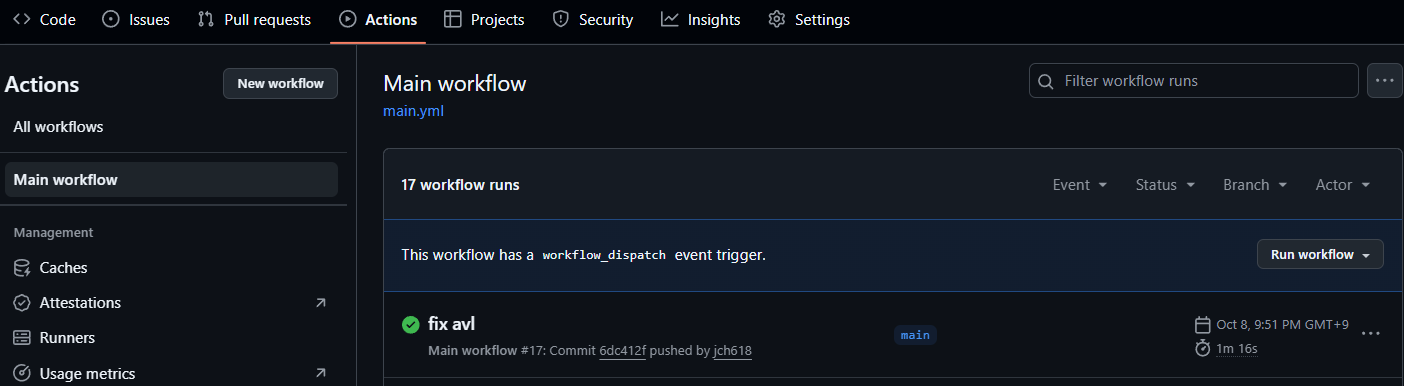 Code Issues Pull requests Actions Projects Security Insights Settings
Actions New workflow
All workflows
Main workflow
Management
Caches
Attestations
Runners
Usage metrics
Main workflow
main.yml
Filter workflow runs
17 workflow runs Event Status Branch Actor
This workflow has a workflow_dispatch event trigger. Run workflow
fix avl
Main workflow #17: Commit 6dc412f pushed by jch618
main
Oct 8, 9:51 PM GMT+9
1m 16s